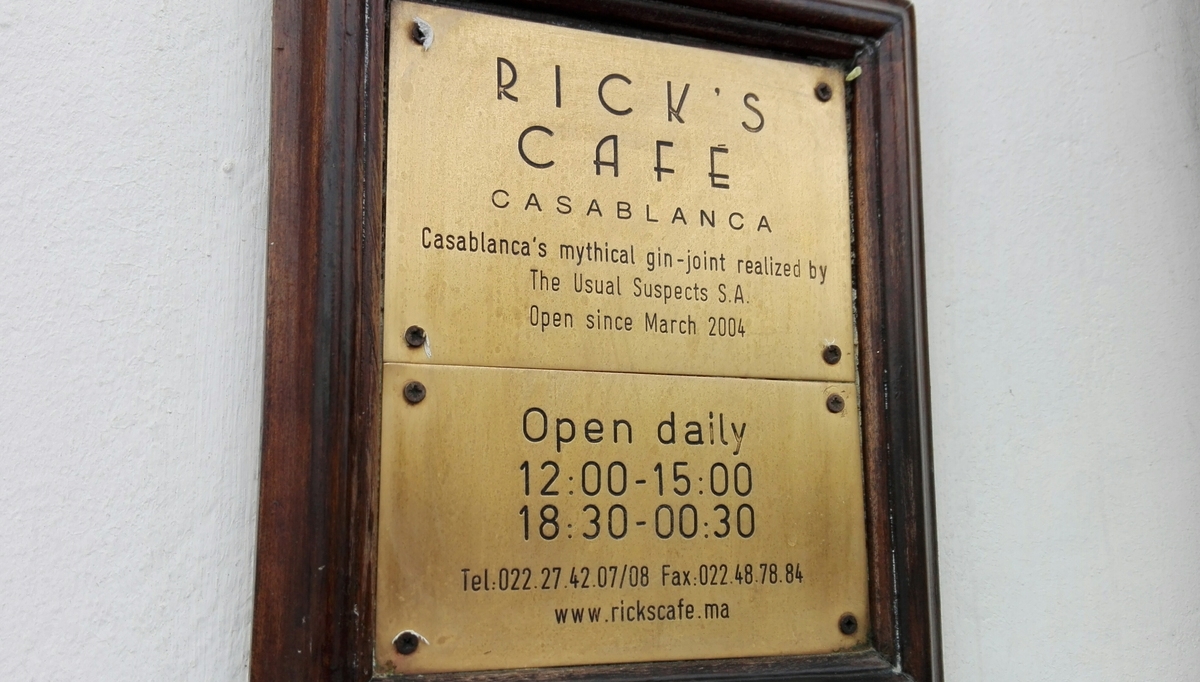 RICK'S
CAFÉ
CASABLANCA
Casablanca's mythical gin-joint realized by
The Usual Suspects S.A.
Open since March 2004
Open daily
12:00-15:00
18:30-00:30
Tel:022.27.42.07/08 Fax:022.48.78.84
www.rickscafe.ma